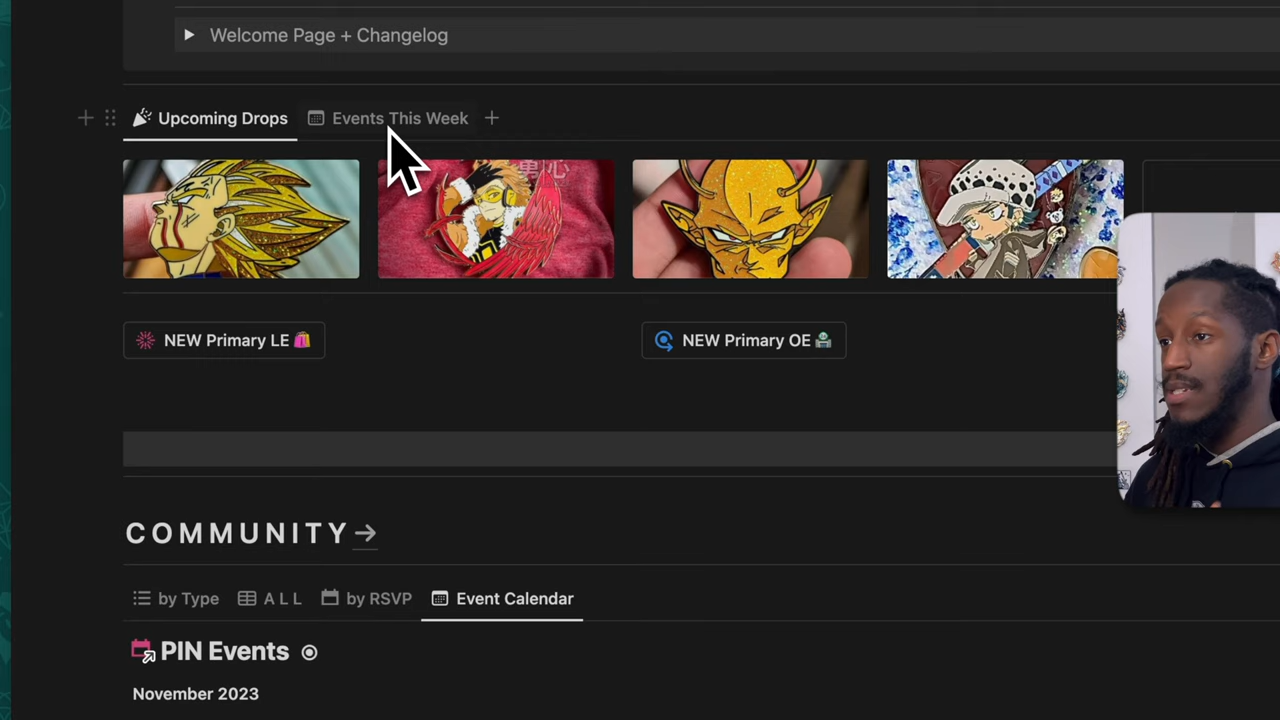 Welcome Page + Changelog
Upcoming Drops Events This Week
NEW Primary LE NEW Primary OE
COMMUNITY→
by Type ALL by RSVP Event Calendar
PIN Events
November 2023